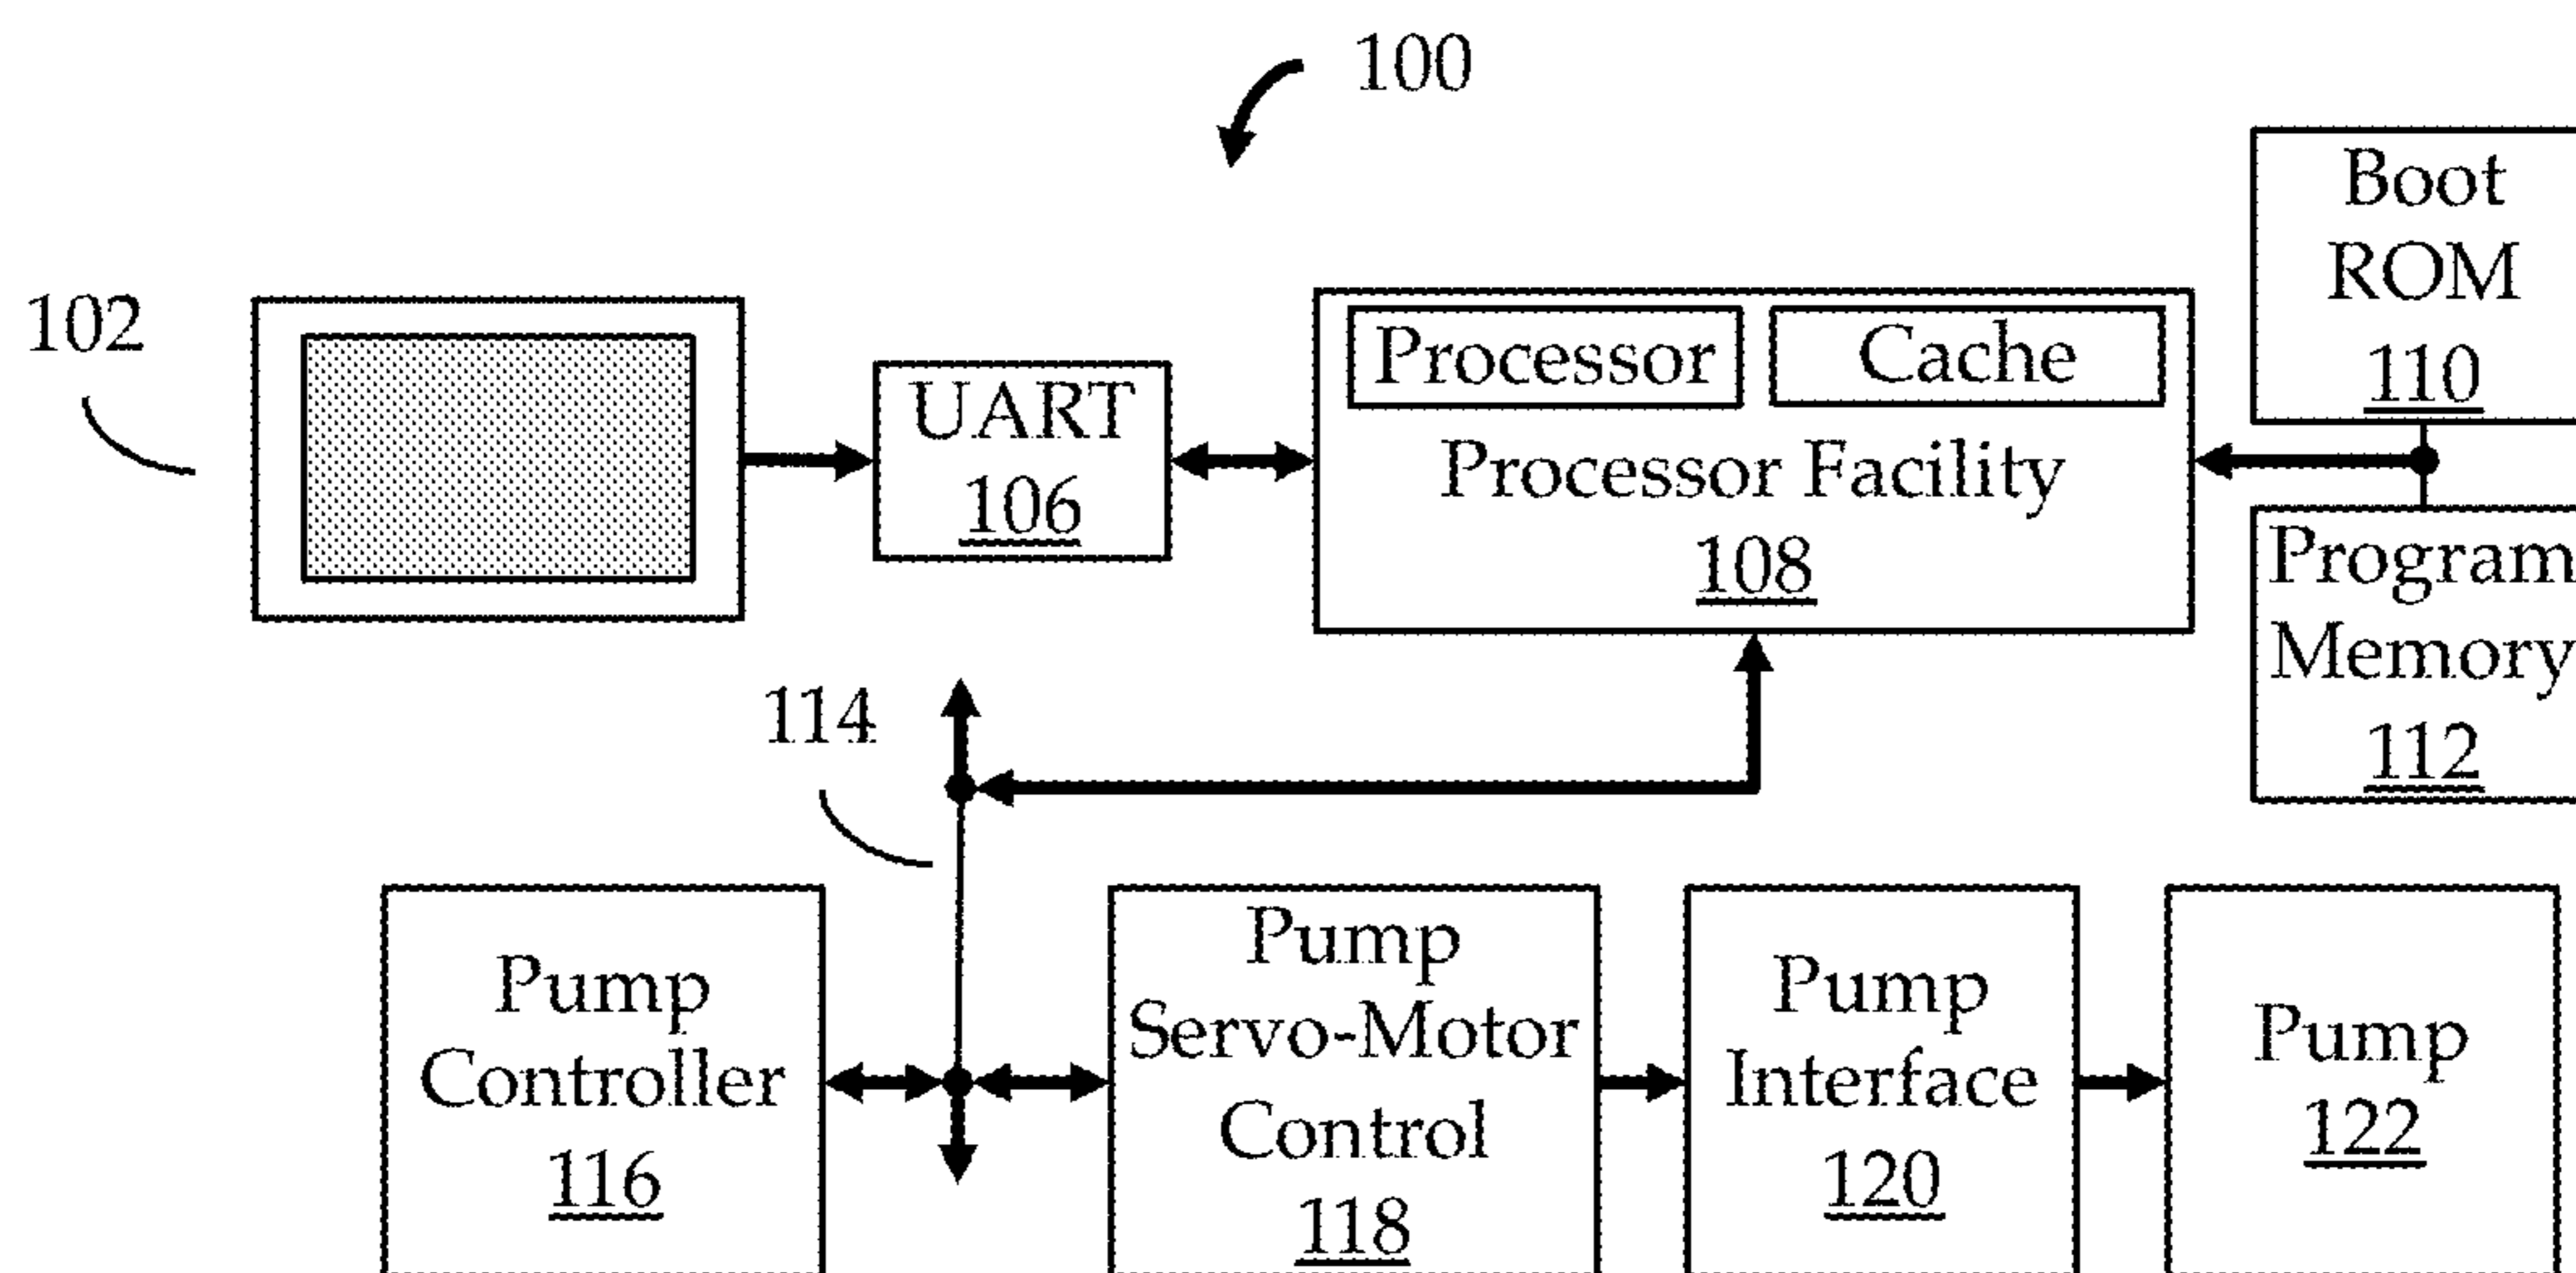 100
102
UART
106
Processor
Cache
Processor Facility
108
Boot
ROM
110
Program
Memory
112
114
Pump
Controller
116
Pump
Servo-Motor
Control
118
Pump
Interface
120
Pump
122